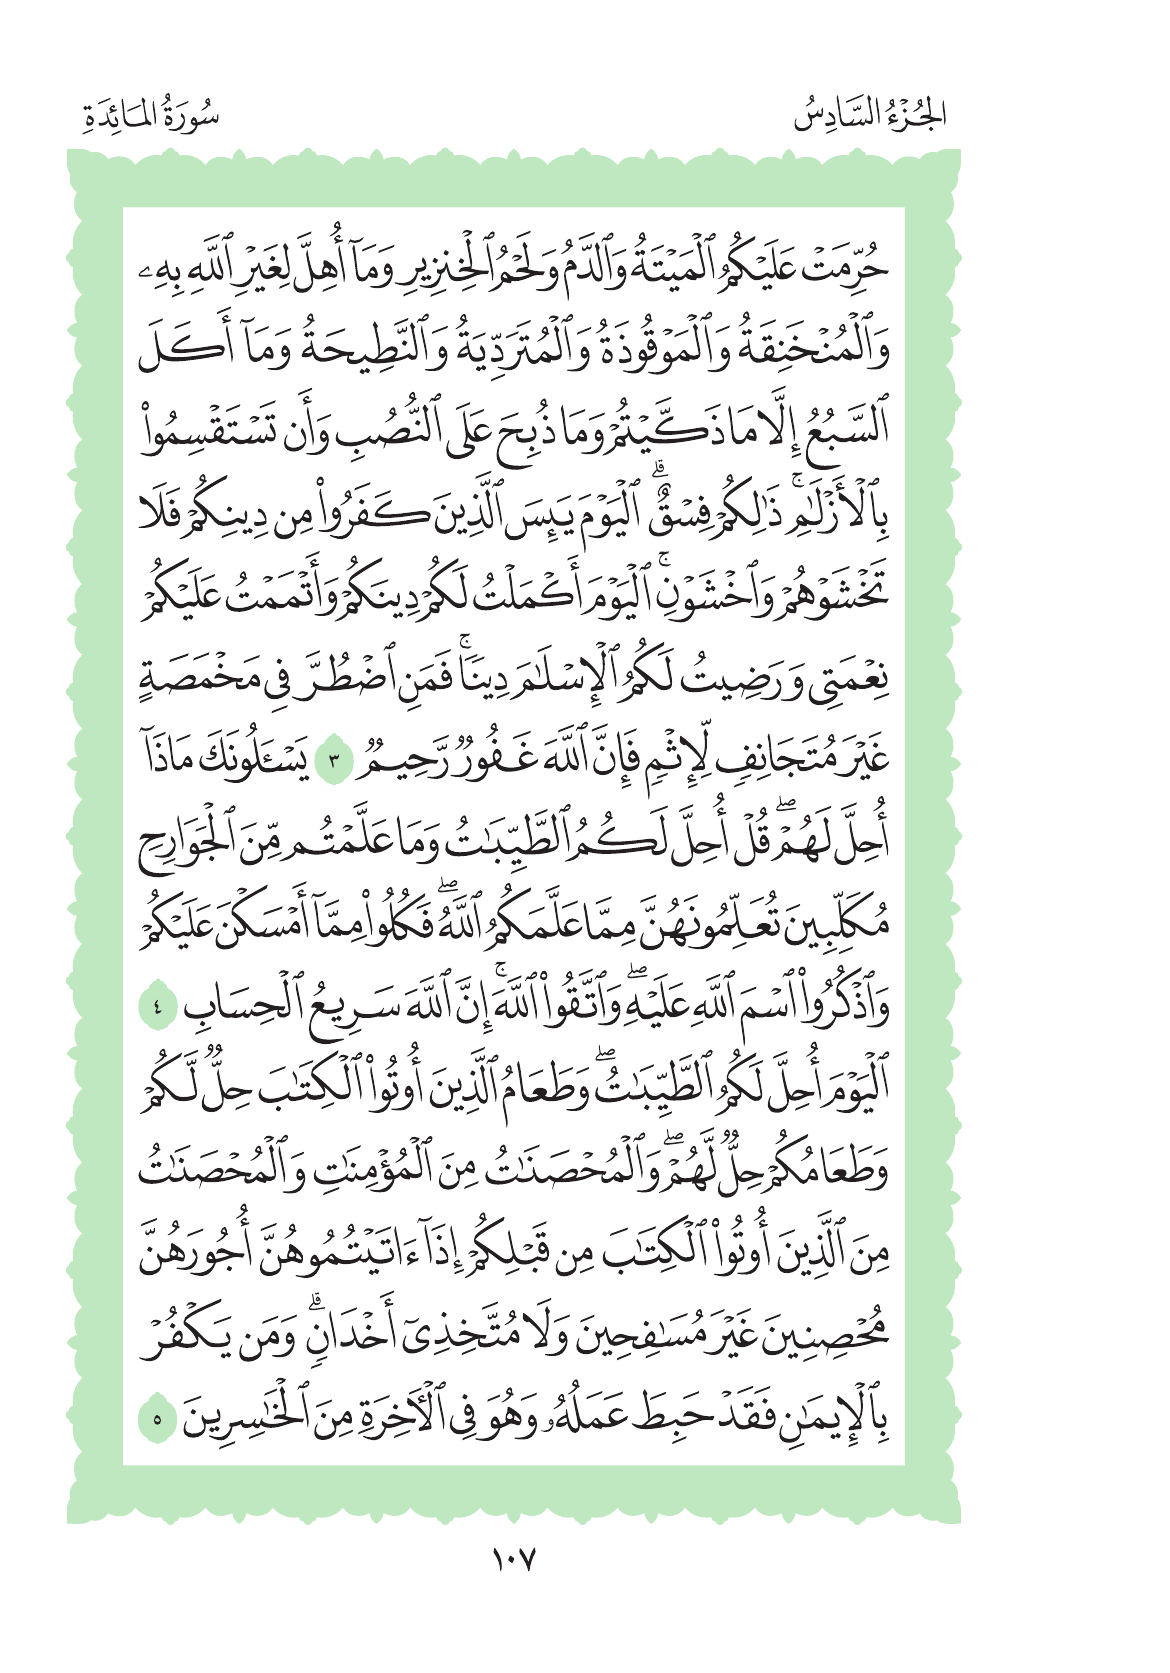 الجُزْءُ السَّادِسُ
سُورَةُ المَائِدَةِ
حُرِّمَتْ عَلَيْكُمُ ٱلْمَيْتَةُ وَٱلدَّمُ وَلَحْمُ ٱلْخِنزِيرِ وَمَآ أُهِلَّ لِغَيْرِ ٱللَّهِ بِهِۦ
وَٱلْمُنْخَنِقَةُ وَٱلْمَوْقُوذَةُ وَٱلْمُتَرَدِّيَةُ وَٱلنَّطِيحَةُ وَمَآ أَكَلَ
ٱلسَّبُعُ إِلَّا مَا ذَكَّيْتُمْ وَمَا ذُبِحَ عَلَى ٱلنُّصُبِ وَأَن تَسْتَقْسِمُوا۟
بِٱلْأَزْلَـٰمِ ۚ ذَٰلِكُمْ فِسْقٌ ۗ ٱلْيَوْمَ يَئِسَ ٱلَّذِينَ كَفَرُوا۟ مِن دِينِكُمْ فَلَا
تَخْشَوْهُمْ وَٱخْشَوْنِ ۚ ٱلْيَوْمَ أَكْمَلْتُ لَكُمْ دِينَكُمْ وَأَتْمَمْتُ عَلَيْكُمْ
نِعْمَتِى وَرَضِيتُ لَكُمُ ٱلْإِسْلَـٰمَ دِينًا ۚ فَمَنِ ٱضْطُرَّ فِى مَخْمَصَةٍ
غَيْرَ مُتَجَانِفٍ لِّإِثْمٍ فَإِنَّ ٱللَّهَ غَفُورٌ رَّحِيمٌ ٣ يَسْـَٔلُونَكَ مَاذَآ
أُحِلَّ لَهُمْ ۖ قُلْ أُحِلَّ لَكُمُ ٱلطَّيِّبَـٰتُ وَمَا عَلَّمْتُم مِّنَ ٱلْجَوَارِحِ
مُكَلِّبِينَ تُعَلِّمُونَهُنَّ مِمَّا عَلَّمَكُمُ ٱللَّهُ ۖ فَكُلُوا۟ مِمَّآ أَمْسَكْنَ عَلَيْكُمْ
وَٱذْكُرُوا۟ ٱسْمَ ٱللَّهِ عَلَيْهِ ۖ وَٱتَّقُوا۟ ٱللَّهَ ۚ إِنَّ ٱللَّهَ سَرِيعُ ٱلْحِسَابِ ٤
ٱلْيَوْمَ أُحِلَّ لَكُمُ ٱلطَّيِّبَـٰتُ ۖ وَطَعَامُ ٱلَّذِينَ أُوتُوا۟ ٱلْكِتَـٰبَ حِلٌّ لَّكُمْ
وَطَعَامُكُمْ حِلٌّ لَّهُمْ ۖ وَٱلْمُحْصَنَـٰتُ مِنَ ٱلْمُؤْمِنَـٰتِ وَٱلْمُحْصَنَـٰتُ
مِنَ ٱلَّذِينَ أُوتُوا۟ ٱلْكِتَـٰبَ مِن قَبْلِكُمْ إِذَآ ءَاتَيْتُمُوهُنَّ أُجُورَهُنَّ
مُحْصِنِينَ غَيْرَ مُسَـٰفِحِينَ وَلَا مُتَّخِذِىٓ أَخْدَانٍ ۗ وَمَن يَكْفُرْ
بِٱلْإِيمَـٰنِ فَقَدْ حَبِطَ عَمَلُهُۥ وَهُوَ فِى ٱلْـَٔاخِرَةِ مِنَ ٱلْخَـٰسِرِينَ ٥
١٠٧